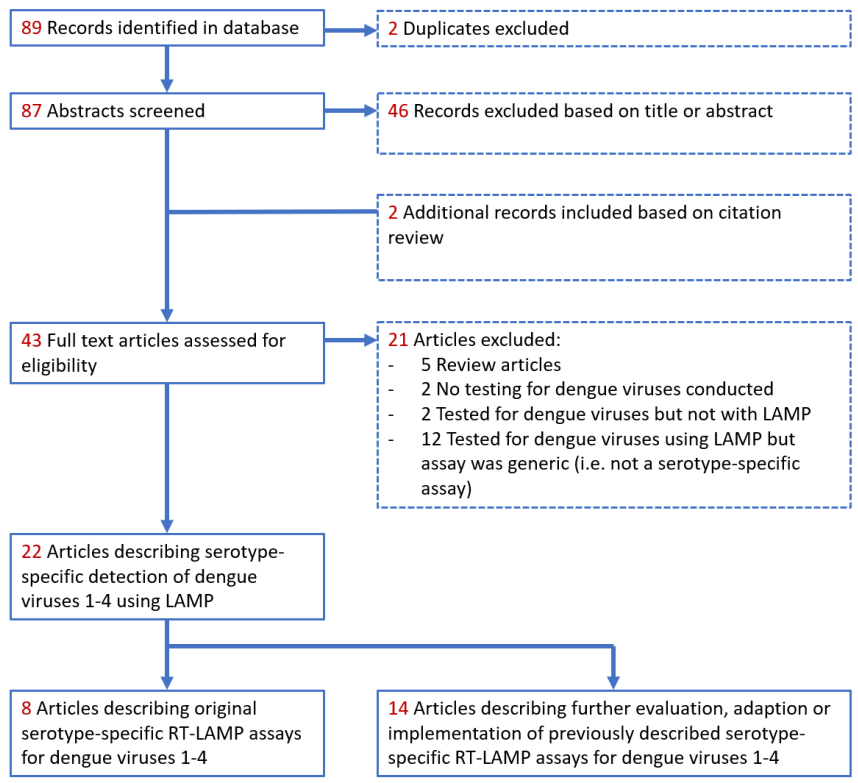 89 Records identified in database
2 Duplicates excluded
87 Abstracts screened
46 Records excluded based on title or abstract
2 Additional records included based on citation
review
43 Full text articles assessed for
eligibility
21 Articles excluded:
- 5 Review articles
- 2 No testing for dengue viruses conducted
- 2 Tested for dengue viruses but not with LAMP
- 12 Tested for dengue viruses using LAMP but
assay was generic (i.e. not a serotype-specific
assay)
22 Articles describing serotype-
specific detection of dengue
viruses 1-4 using LAMP
8 Articles describing original
serotype-specific RT-LAMP assays
for dengue viruses 1-4
14 Articles describing further evaluation, adaption or
implementation of previously described serotype-
specific RT-LAMP assays for dengue viruses 1-4